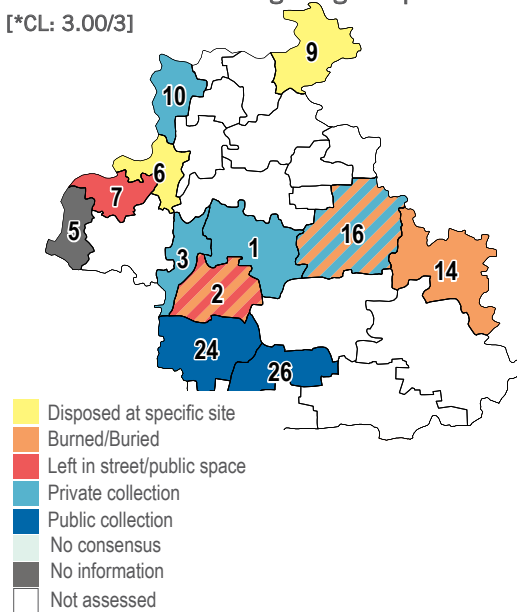 [*CL: 3.00/3]
9
10
6
7
5
16
1
3
14
2
24
26
Disposed at specific site
Burned/Buried
Left in street/public space
Private collection
Public collection
No consensus
No information
Not assessed